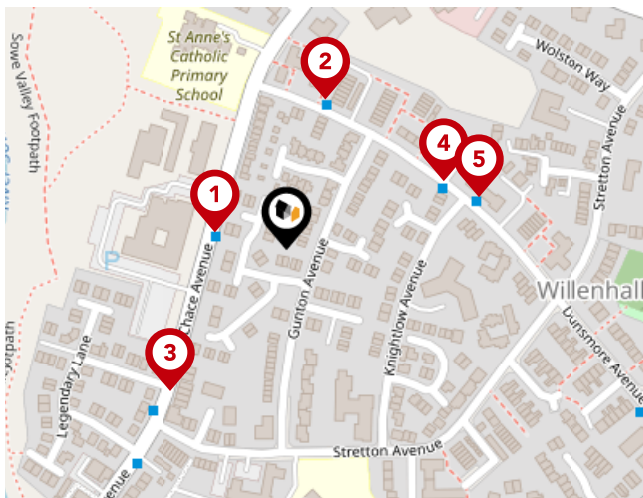 St Anne's
Catholic
Primary
School
Sowe Valley Footpath
2
Wolston Way
4
5
1
Stretton Avenue
P
Chace Avenue
Gunton Avenue
Knightlow Avenue
Willenhall
Dunsmore Avenue
3
Legendary Lane
Stretton Avenue
Avenue